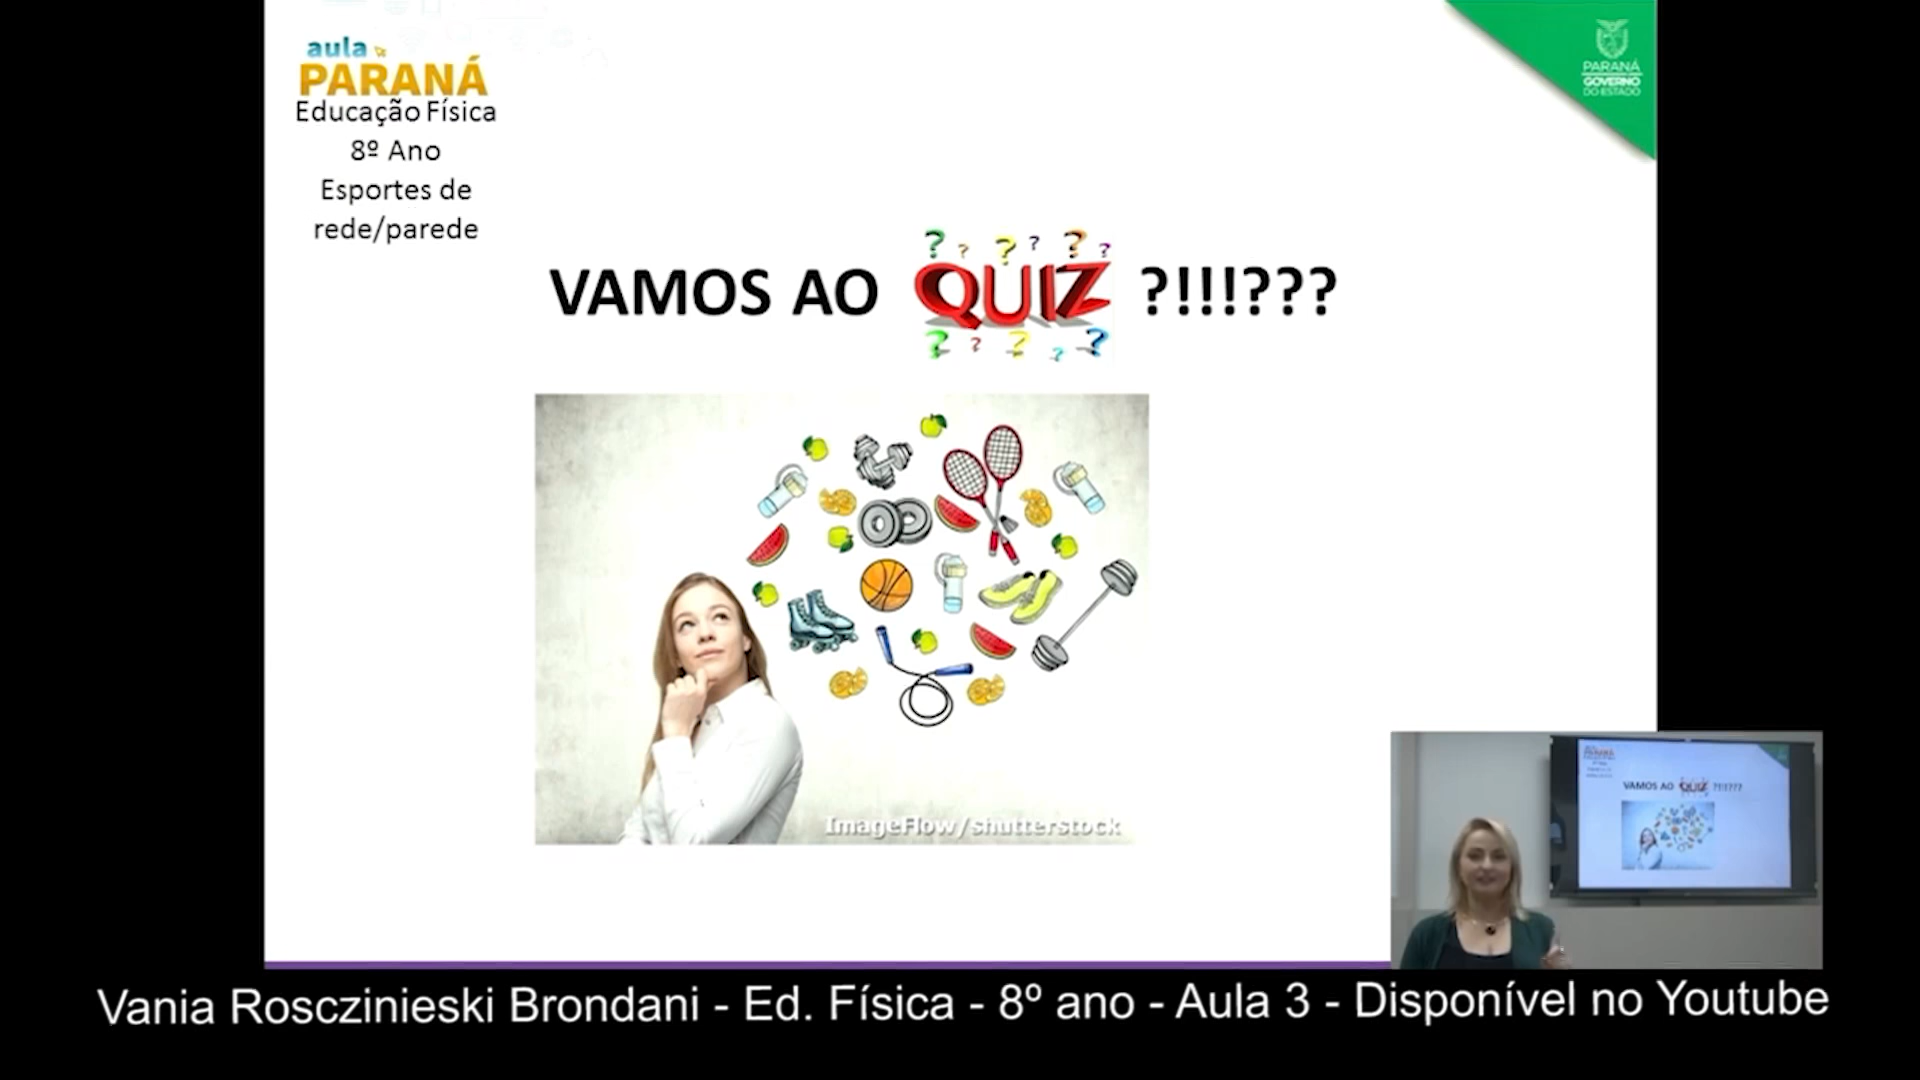 aula
PARANÁ
Educação Física
8º Ano
Esportes de
rede/parede
PARANÁ
GOVERNO
DO ESTADO
VAMOS AO QUIZ ?!!!???
ImageFlow/shutterstock
VAMOS AO QUIZ ?!!!???
Vania Rosczinieski Brondani - Ed. Física - 8º ano - Aula 3 - Disponível no Youtube